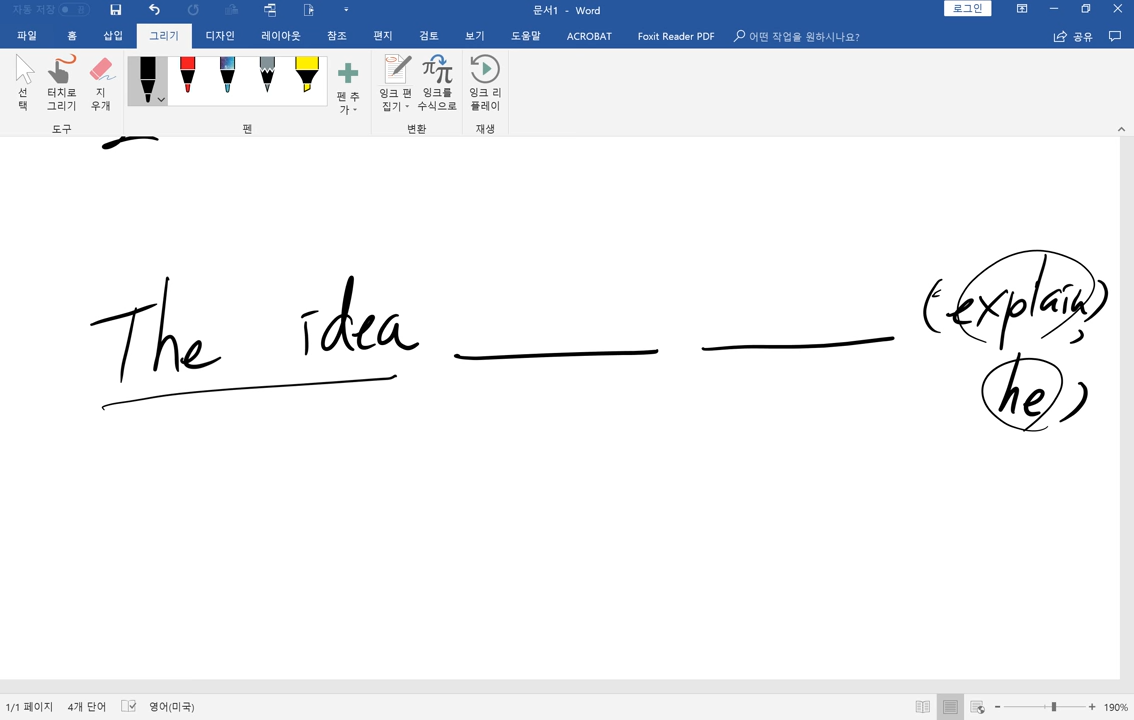 자동 저장 끔 문서1 - Word 로그인
파일 홈 삽입 그리기 디자인 레이아웃 참조 편지 검토 보기 도움말 ACROBAT Foxit Reader PDF 어떤 작업을 원하시나요? 공유
선택 터치로 그리기 지우개 펜 추가 잉크 편집기 잉크를 수식으로 잉크 리플레이
도구 펜 변환 재생
The idea ____ ____ (explain,
he)
1/1 페이지 4개 단어 영어(미국) 190%